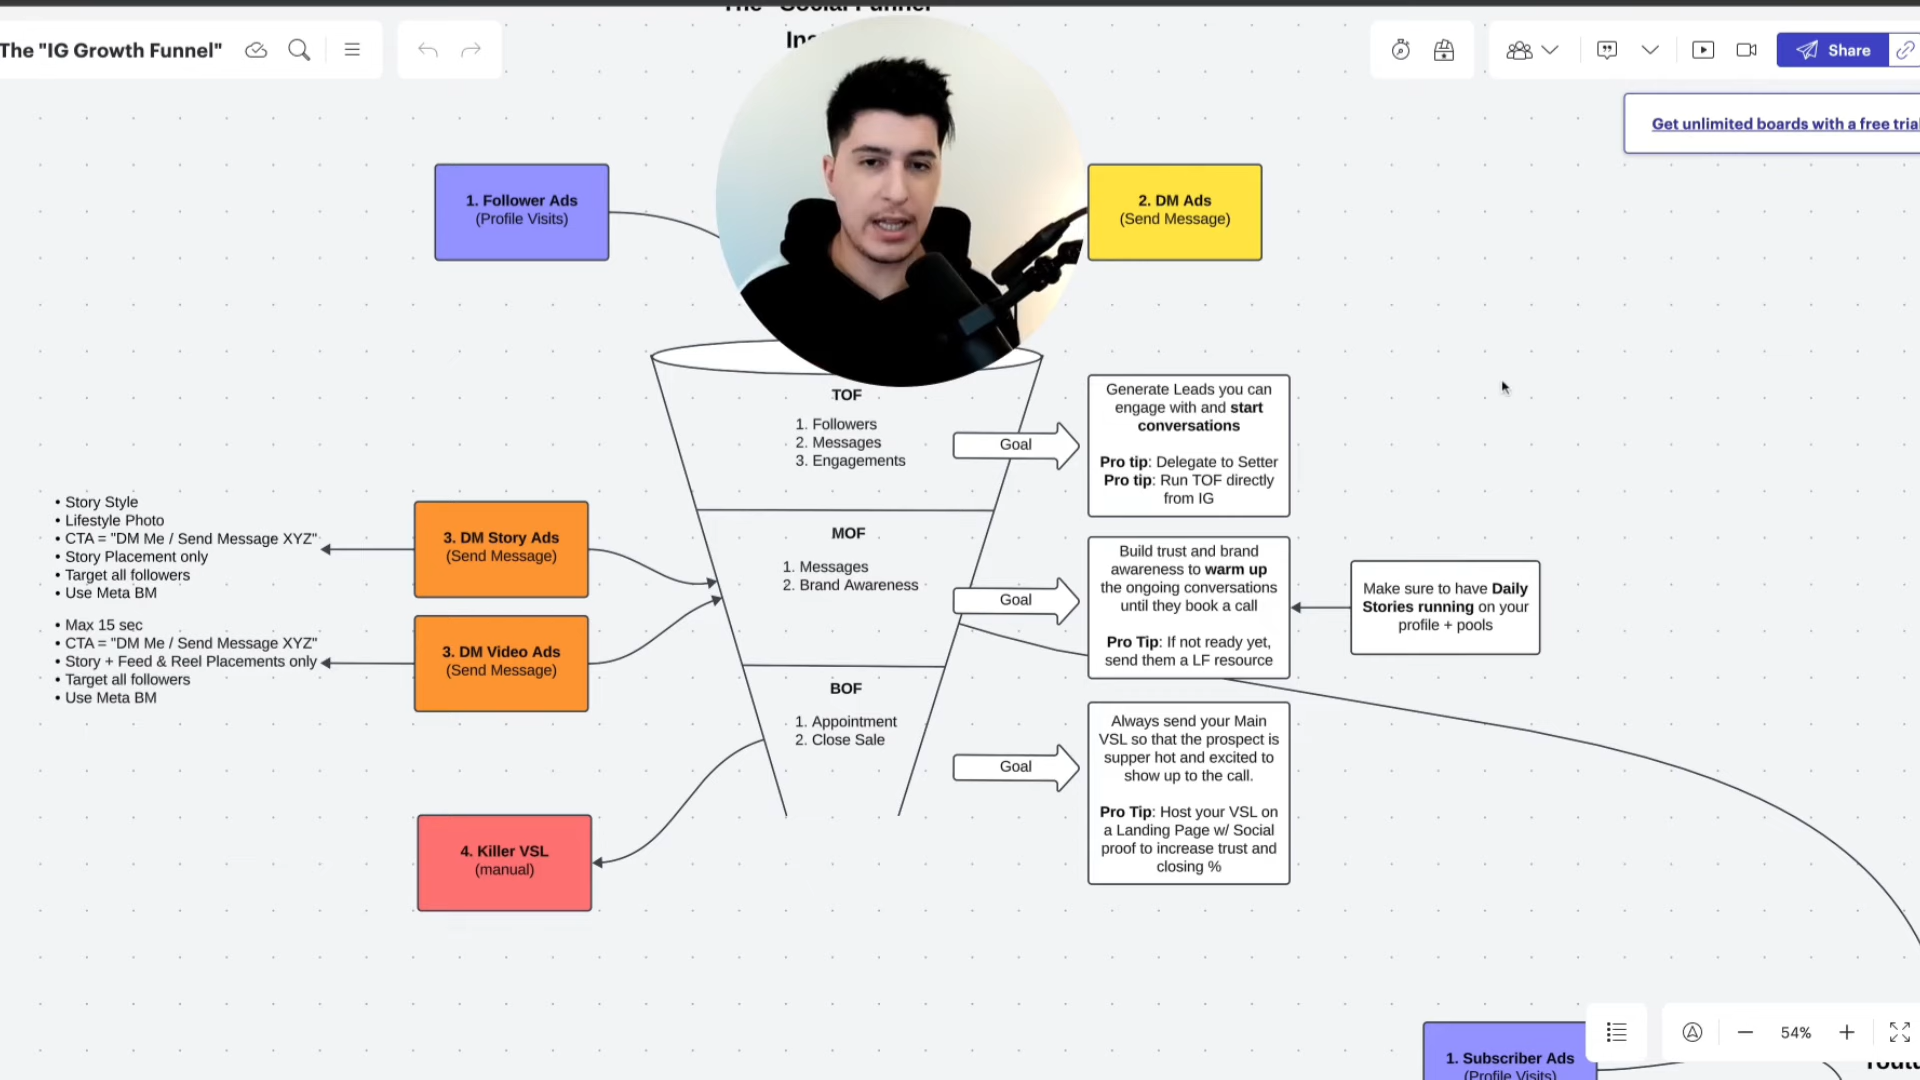 The "Social Funnel"
The "IG Growth Funnel"
Share
Get unlimited boards with a free trial
1. Follower Ads
(Profile Visits)
2. DM Ads
(Send Message)
TOF
1. Followers
2. Messages
3. Engagements
Goal
Generate Leads you can
engage with and start
conversations
Pro tip: Delegate to Setter
Pro tip: Run TOF directly
from IG
• Story Style
• Lifestyle Photo
• CTA = "DM Me / Send Message XYZ"
• Story Placement only
• Target all followers
• Use Meta BM
3. DM Story Ads
(Send Message)
MOF
1. Messages
2. Brand Awareness
Goal
Build trust and brand
awareness to warm up
the ongoing conversations
until they book a call
Pro Tip: If not ready yet,
send them a LF resource
Make sure to have Daily
Stories running on your
profile + pools
• Max 15 sec
• CTA = "DM Me / Send Message XYZ"
• Story + Feed & Reel Placements only
• Target all followers
• Use Meta BM
3. DM Video Ads
(Send Message)
BOF
1. Appointment
2. Close Sale
Goal
Always send your Main
VSL so that the prospect is
supper hot and excited to
show up to the call.
Pro Tip: Host your VSL on
a Landing Page w/ Social
proof to increase trust and
closing %
4. Killer VSL
(manual)
54%
1. Subscriber Ads
(Profile Visits)